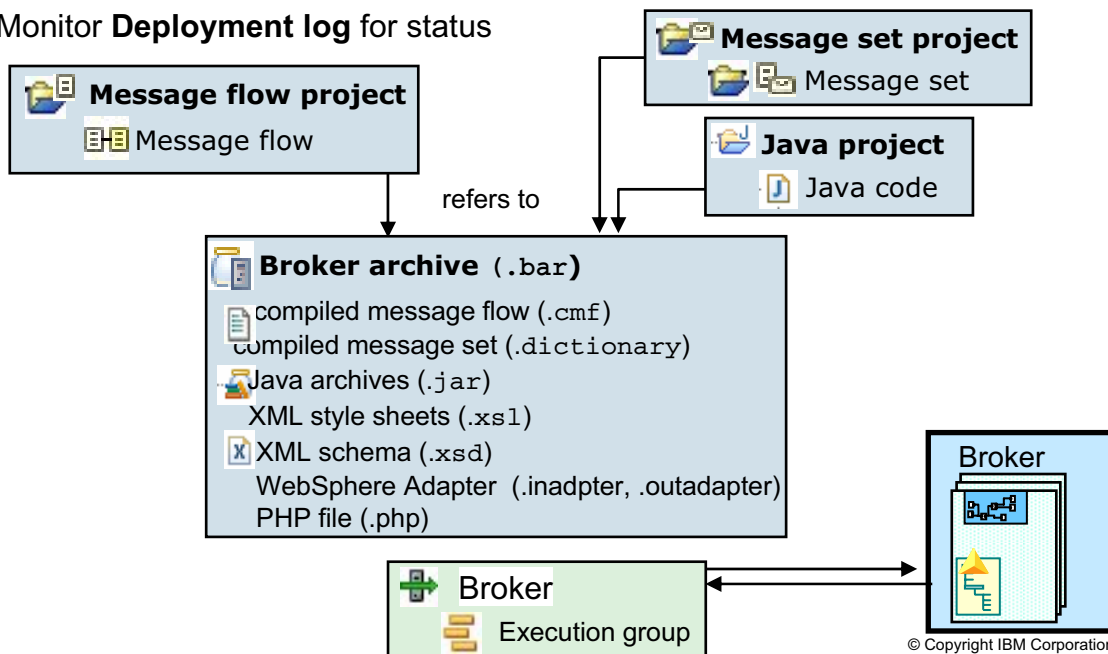 Monitor Deployment log for status
Message flow project
Message flow
Message set project
Message set
Java project
Java code
refers to
Broker archive (.bar)
compiled message flow (.cmf)
compiled message set (.dictionary)
Java archives (.jar)
XML style sheets (.xsl)
XML schema (.xsd)
WebSphere Adapter (.inadpter, .outadapter)
PHP file (.php)
Broker
Broker
Execution group
© Copyright IBM Corporation